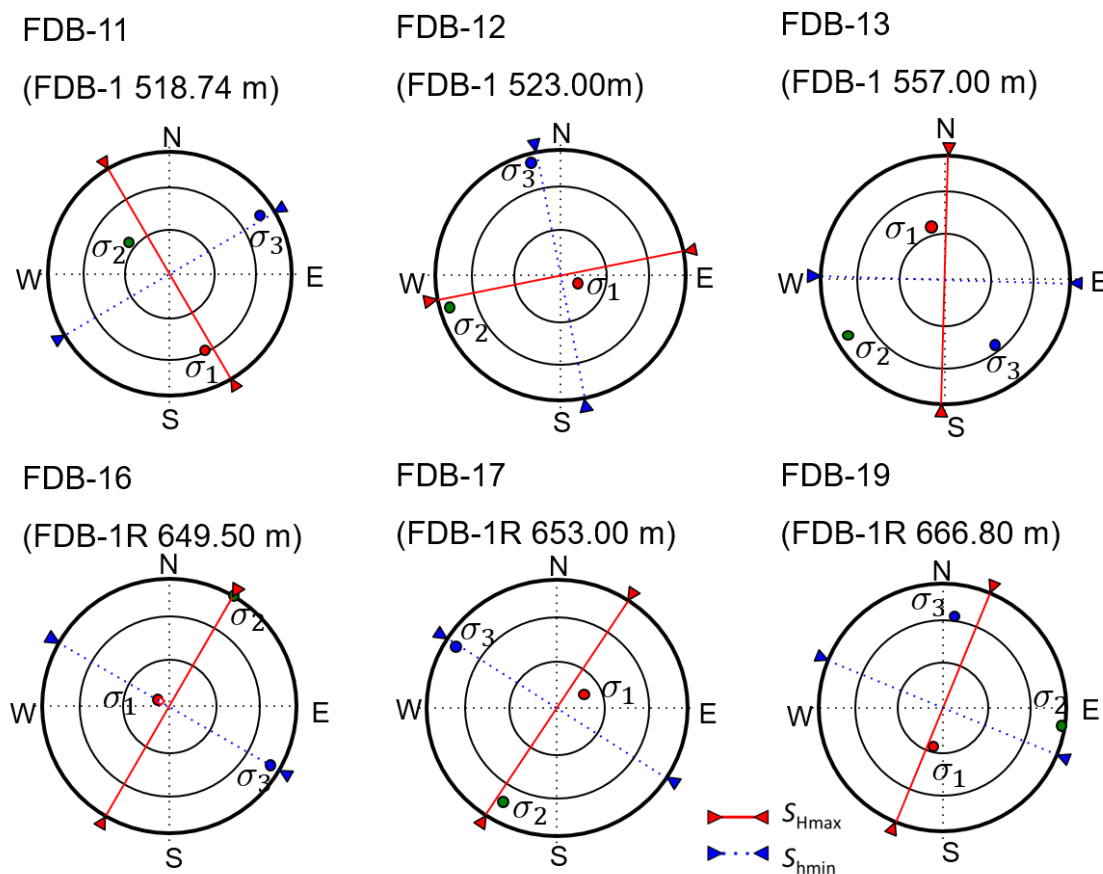 FDB-11
(FDB-1 518.74 m)
N
W
E
S
σ2
σ3
σ1
FDB-12
(FDB-1 523.00m)
N
W
E
S
σ3
σ1
σ2
FDB-13
(FDB-1 557.00 m)
N
W
E
S
σ1
σ2
σ3
FDB-16
(FDB-1R 649.50 m)
N
W
E
S
σ2
σ1
σ3
FDB-17
(FDB-1R 653.00 m)
N
W
E
S
σ3
σ1
σ2
FDB-19
(FDB-1R 666.80 m)
N
W
E
S
σ3
σ2
σ1
SHmax
Shmin